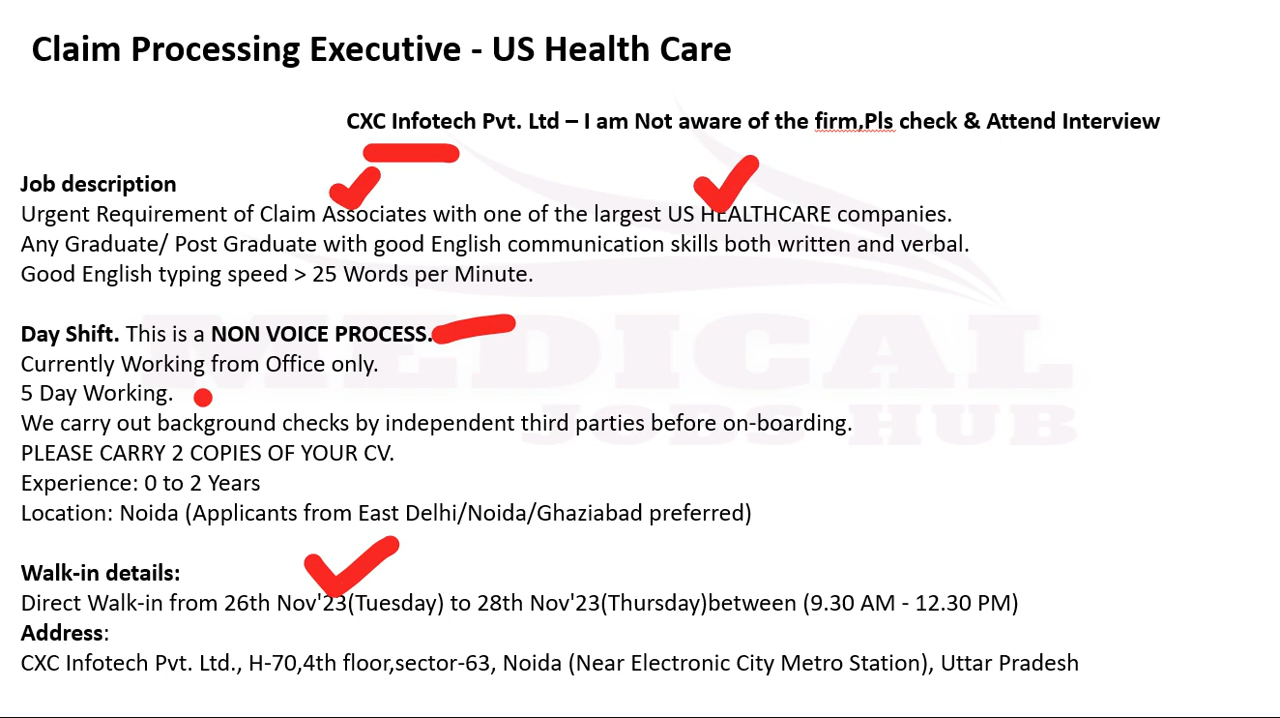 Claim Processing Executive - US Health Care
CXC Infotech Pvt. Ltd – I am Not aware of the firm,Pls check & Attend Interview
Job description
Urgent Requirement of Claim Associates with one of the largest US HEALTHCARE companies.
Any Graduate/ Post Graduate with good English communication skills both written and verbal.
Good English typing speed > 25 Words per Minute.
Day Shift. This is a NON VOICE PROCESS.
Currently Working from Office only.
5 Day Working.
We carry out background checks by independent third parties before on-boarding.
PLEASE CARRY 2 COPIES OF YOUR CV.
Experience: 0 to 2 Years
Location: Noida (Applicants from East Delhi/Noida/Ghaziabad preferred)
Walk-in details:
Direct Walk-in from 26th Nov'23(Tuesday) to 28th Nov'23(Thursday)between (9.30 AM - 12.30 PM)
Address:
CXC Infotech Pvt. Ltd., H-70,4th floor,sector-63, Noida (Near Electronic City Metro Station), Uttar Pradesh
MEDICAL
JOBS HUB